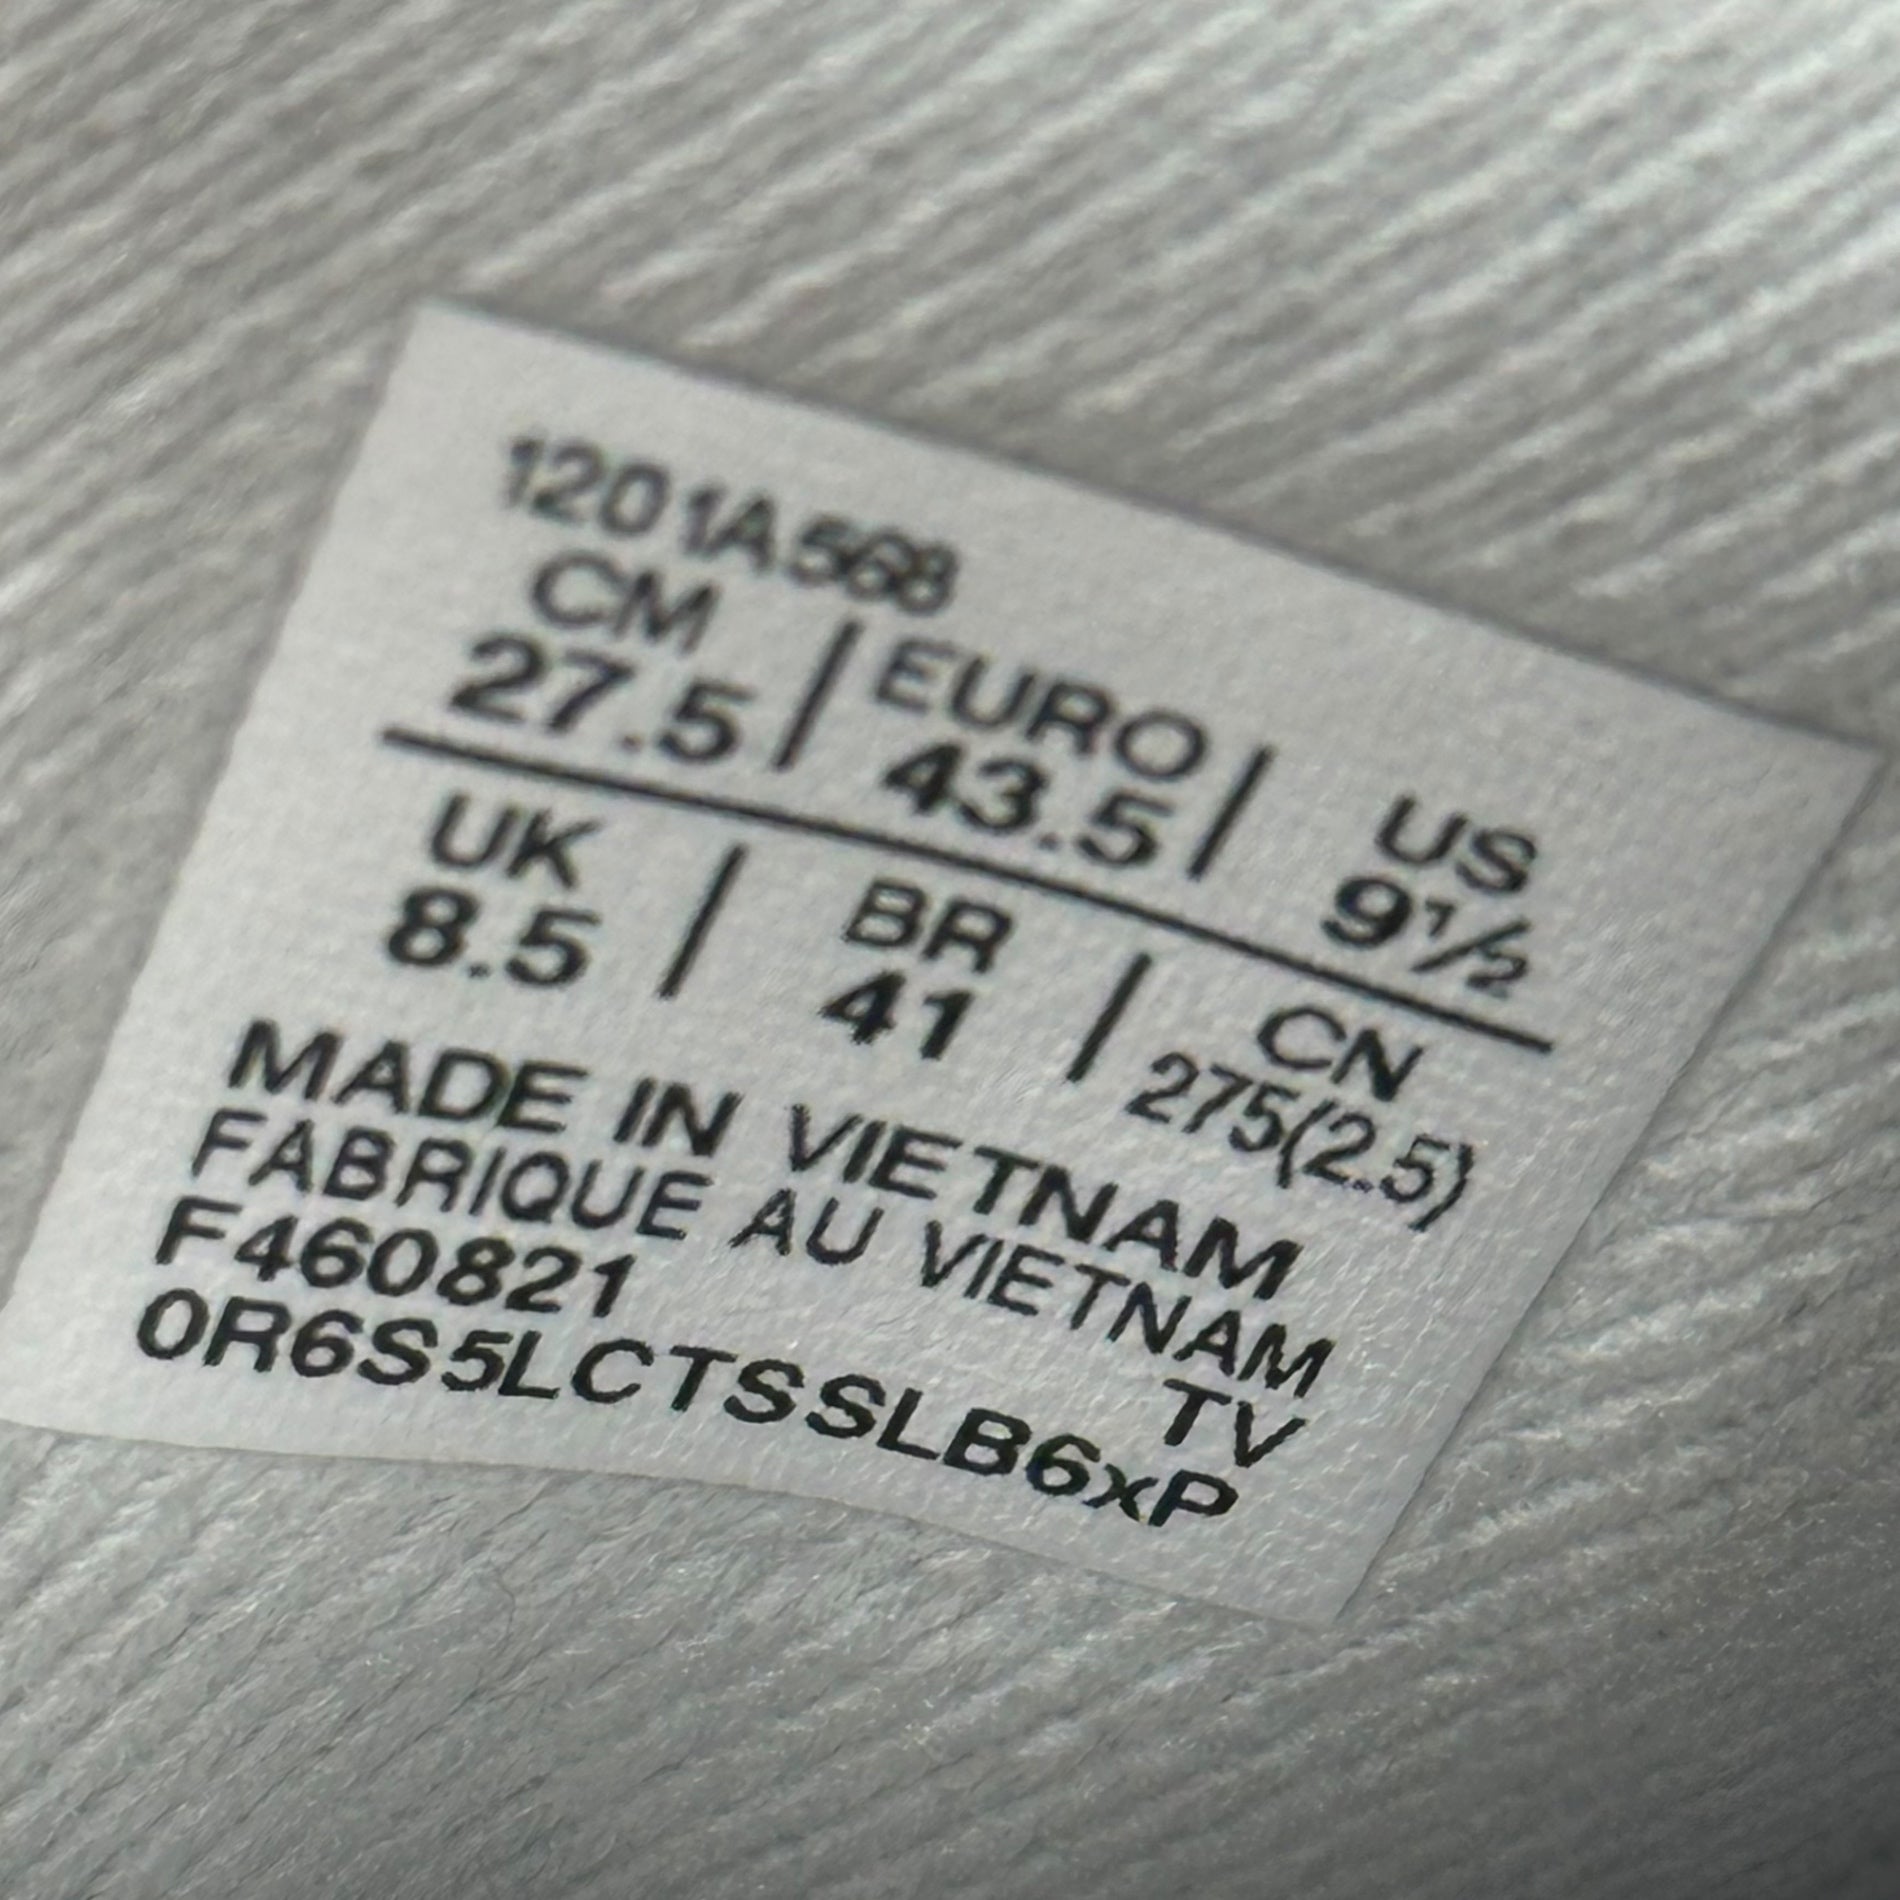 1201A568
CM | EURO | US
27.5 | 43.5 | 9½
UK | BR | CN
8.5 | 41 | 275(2.5)
MADE IN VIETNAM
FABRIQUE AU VIETNAM
F460821 TV
0R6S5LCTSSLB6xP